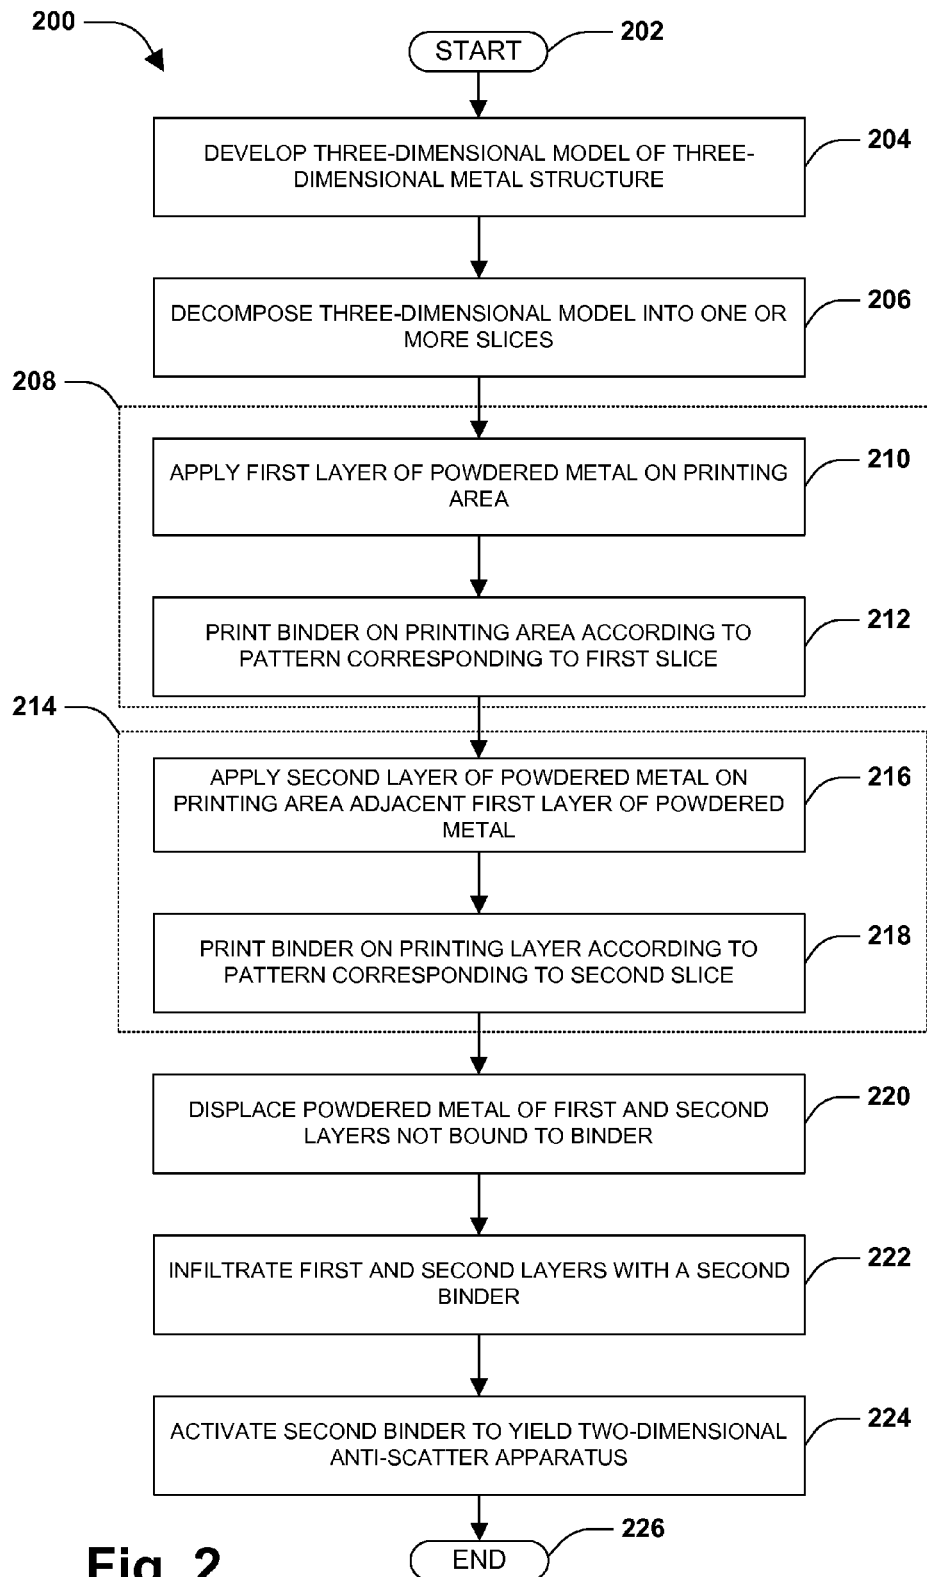 200
START
202
DEVELOP THREE-DIMENSIONAL MODEL OF THREE-
DIMENSIONAL METAL STRUCTURE
204
DECOMPOSE THREE-DIMENSIONAL MODEL INTO ONE OR
MORE SLICES
206
208
APPLY FIRST LAYER OF POWDERED METAL ON PRINTING
AREA
210
PRINT BINDER ON PRINTING AREA ACCORDING TO
PATTERN CORRESPONDING TO FIRST SLICE
212
214
APPLY SECOND LAYER OF POWDERED METAL ON
PRINTING AREA ADJACENT FIRST LAYER OF POWDERED
METAL
216
PRINT BINDER ON PRINTING LAYER ACCORDING TO
PATTERN CORRESPONDING TO SECOND SLICE
218
DISPLACE POWDERED METAL OF FIRST AND SECOND
LAYERS NOT BOUND TO BINDER
220
INFILTRATE FIRST AND SECOND LAYERS WITH A SECOND
BINDER
222
ACTIVATE SECOND BINDER TO YIELD TWO-DIMENSIONAL
ANTI-SCATTER APPARATUS
224
END
226
Fig. 2